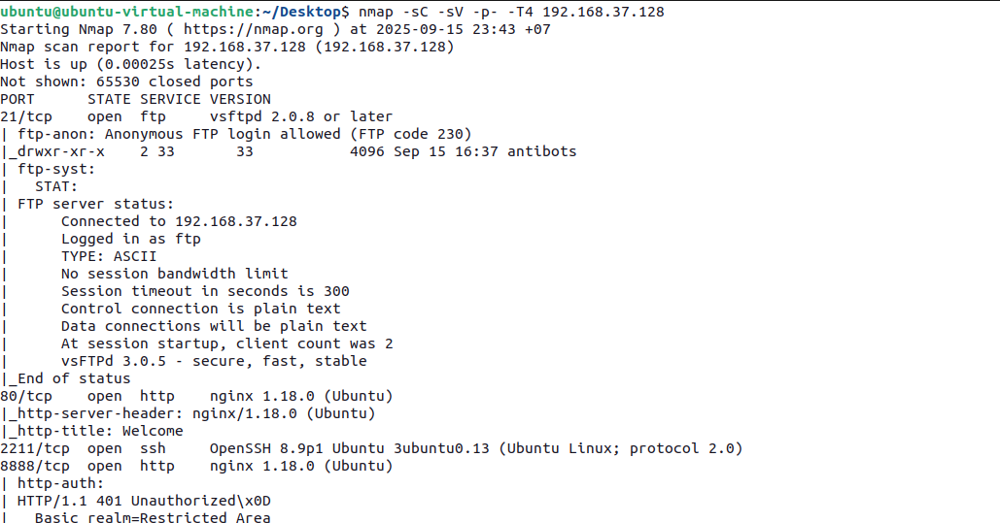 ubuntu@ubuntu-virtual-machine:~/Desktop$ nmap -sC -sV -p- -T4 192.168.37.128
Starting Nmap 7.80 ( https://nmap.org ) at 2025-09-15 23:43 +07
Nmap scan report for 192.168.37.128 (192.168.37.128)
Host is up (0.00025s latency).
Not shown: 65530 closed ports
PORT      STATE SERVICE VERSION
21/tcp    open  ftp     vsftpd 2.0.8 or later
| ftp-anon: Anonymous FTP login allowed (FTP code 230)
|_drwxr-xr-x    2 33       33           4096 Sep 15 16:37 antibots
| ftp-syst:
|   STAT:
| FTP server status:
|      Connected to 192.168.37.128
|      Logged in as ftp
|      TYPE: ASCII
|      No session bandwidth limit
|      Session timeout in seconds is 300
|      Control connection is plain text
|      Data connections will be plain text
|      At session startup, client count was 2
|      vsFTPd 3.0.5 - secure, fast, stable
|_End of status
80/tcp    open  http    nginx 1.18.0 (Ubuntu)
|_http-server-header: nginx/1.18.0 (Ubuntu)
|_http-title: Welcome
2211/tcp  open  ssh     OpenSSH 8.9p1 Ubuntu 3ubuntu0.13 (Ubuntu Linux; protocol 2.0)
8888/tcp  open  http    nginx 1.18.0 (Ubuntu)
| http-auth:
| HTTP/1.1 401 Unauthorized\x0D
|   Basic realm=Restricted Area